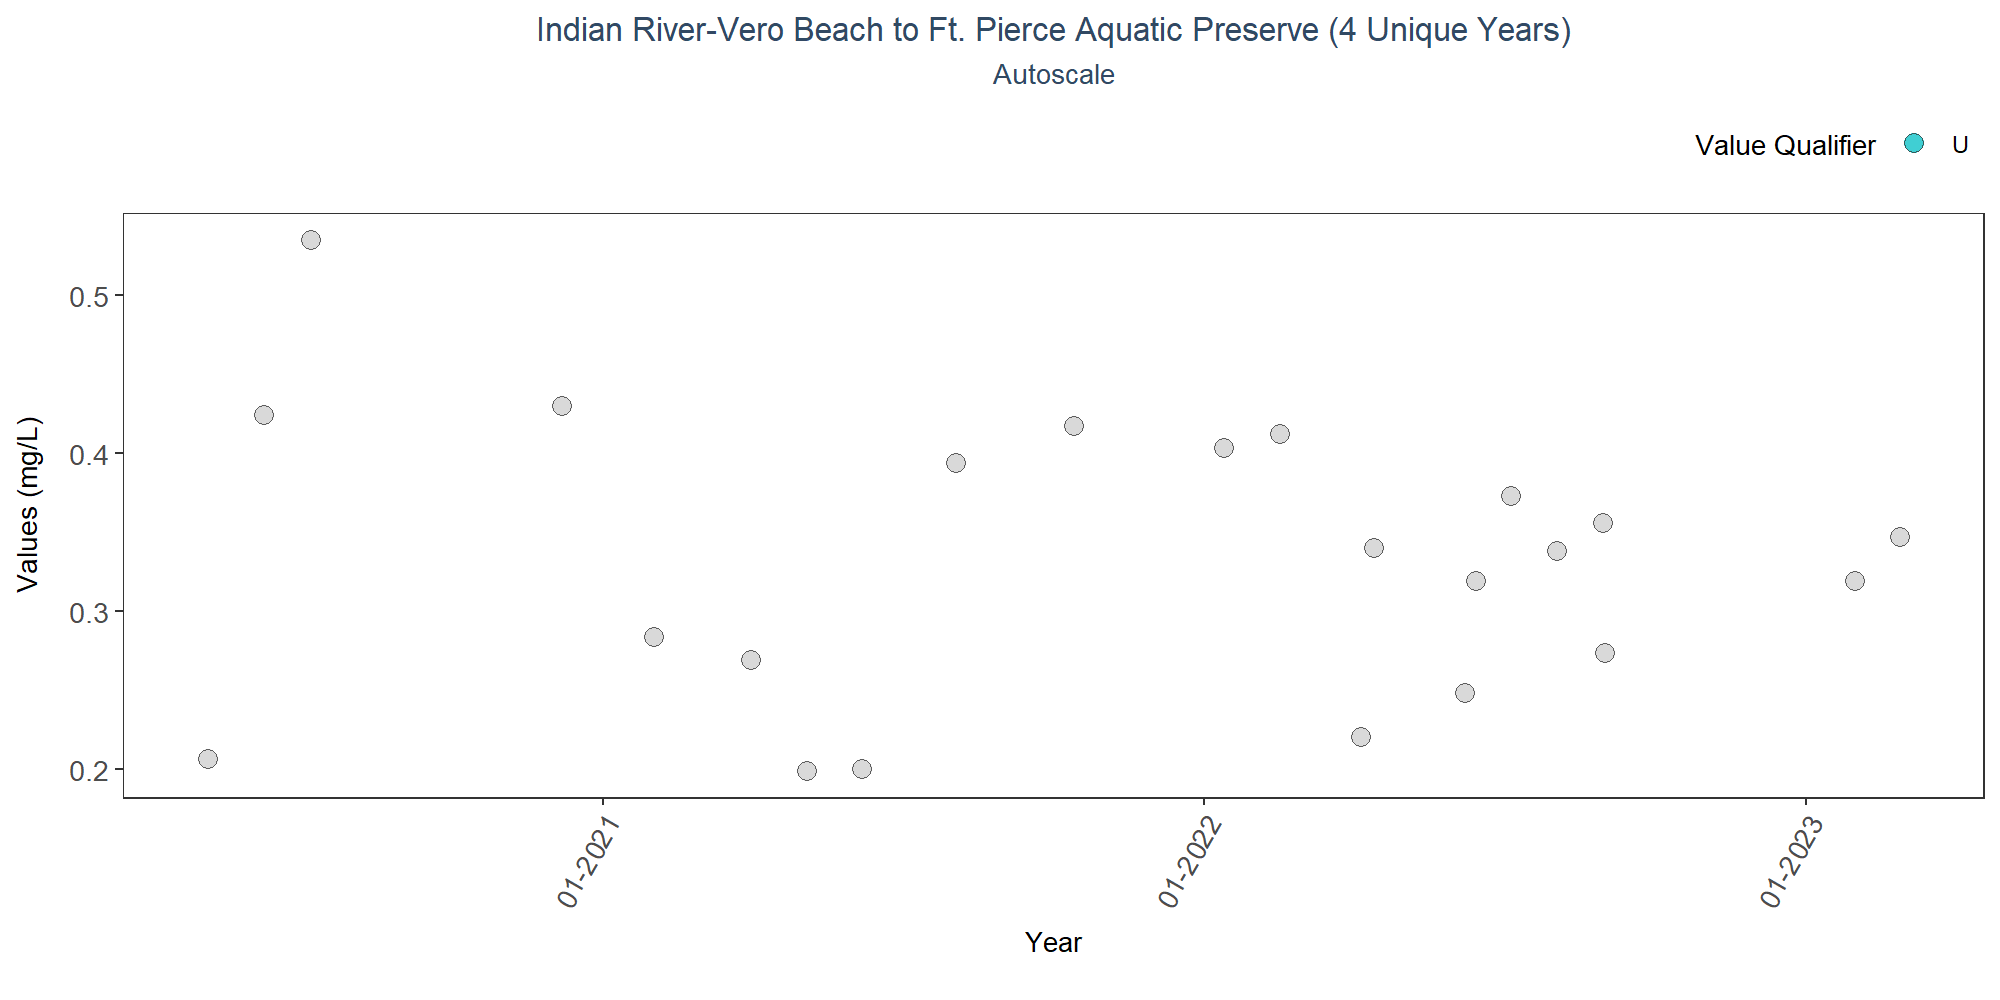 Indian River-Vero Beach to Ft. Pierce Aquatic Preserve (4 Unique Years)
Autoscale
Value Qualifier U
Values (mg/L)
0.5
0.4
0.3
0.2
01-2021
01-2022
01-2023
Year